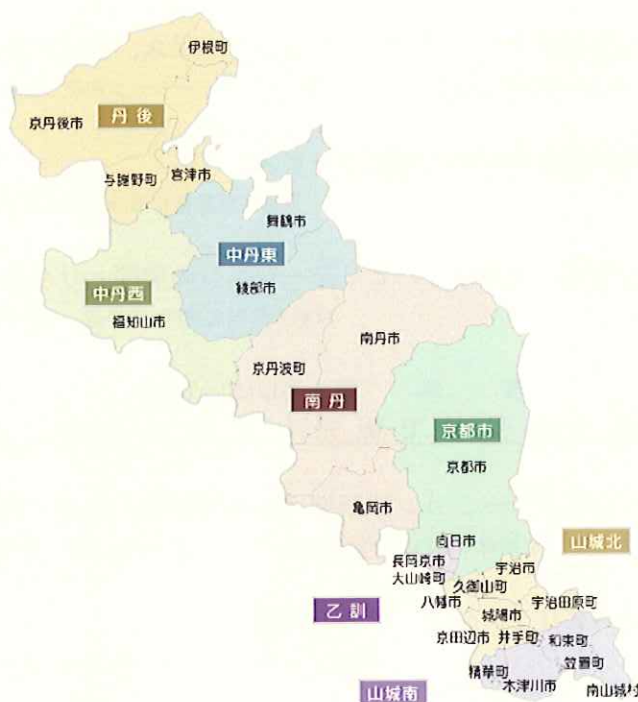 伊根町
丹後
京丹後市
与謝野町
宮津市
舞鶴市
中丹東
綾部市
中丹西
福知山市
南丹市
京丹波町
南丹
京都市
京都市
亀岡市
向日市
山城北
長岡京市
宇治市
大山崎町
久御山町
八幡市
宇治田原町
乙訓
城陽市
京田辺市
井手町
和束町
笠置町
精華町
木津川市
南山城村
山城南